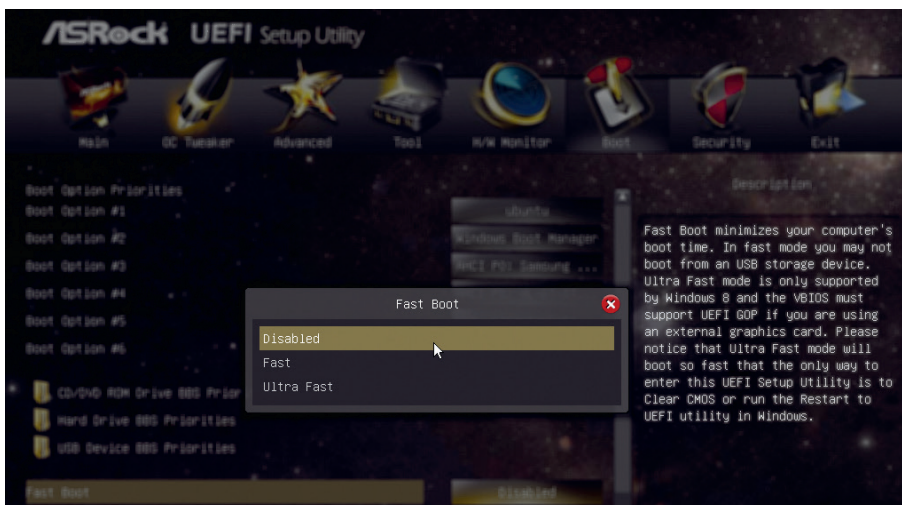 ASRock UEFI Setup Utility
Main OC Tweaker Advanced Tool H/W Monitor Boot Security Exit
Boot Option Priorities
Boot Option #1 ubuntu
Boot Option #2 Windows Boot Manager
Boot Option #3 AHCI P0: Samsung ...
Boot Option #4
Boot Option #5
Boot Option #6
CD/DVD ROM Drive BBS Prior
Hard Drive BBS Priorities
USB Device BBS Priorities
Fast Boot Disabled
Fast Boot
Disabled
Fast
Ultra Fast
Description
Fast Boot minimizes your computer's
boot time. In fast mode you may not
boot from an USB storage device.
Ultra Fast mode is only supported
by Windows 8 and the VBIOS must
support UEFI GOP if you are using
an external graphics card. Please
notice that Ultra Fast mode will
boot so fast that the only way to
enter this UEFI Setup Utility is to
Clear CMOS or run the Restart to
UEFI utility in Windows.